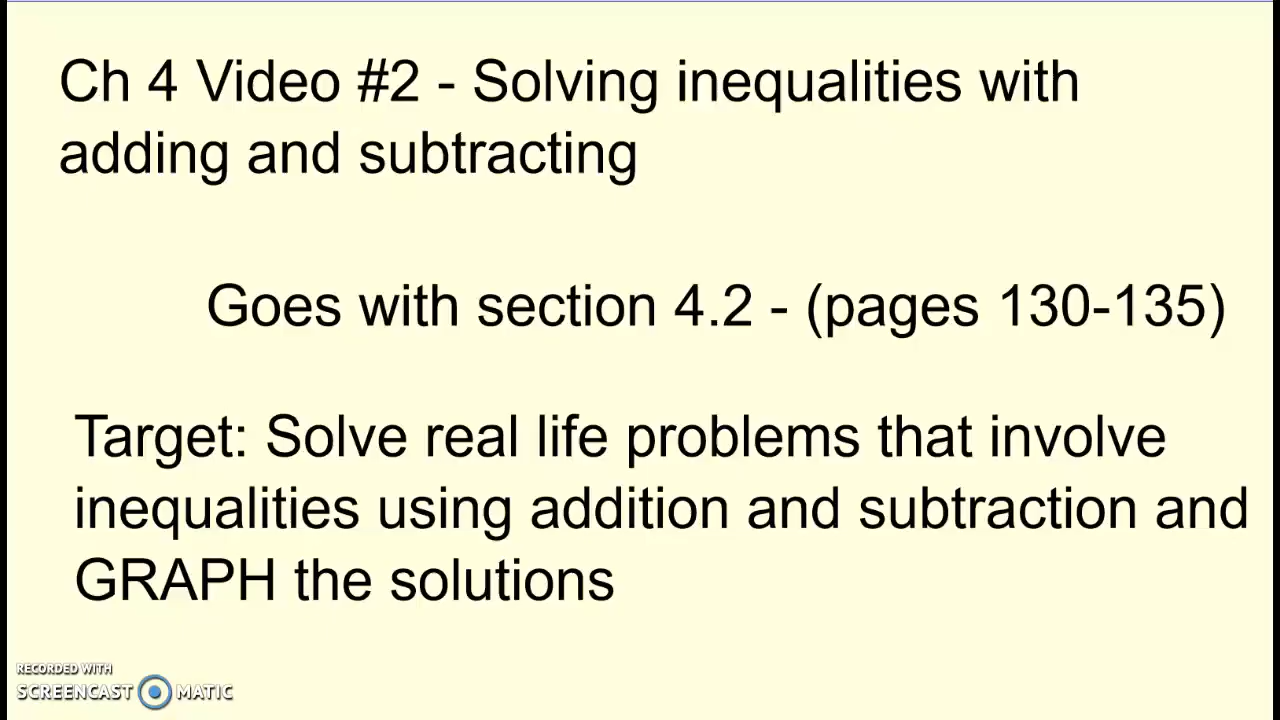 Ch 4 Video #2 - Solving inequalities with
adding and subtracting
Goes with section 4.2 - (pages 130-135)
Target: Solve real life problems that involve
inequalities using addition and subtraction and
GRAPH the solutions
RECORDED WITH
SCREENCAST MATIC